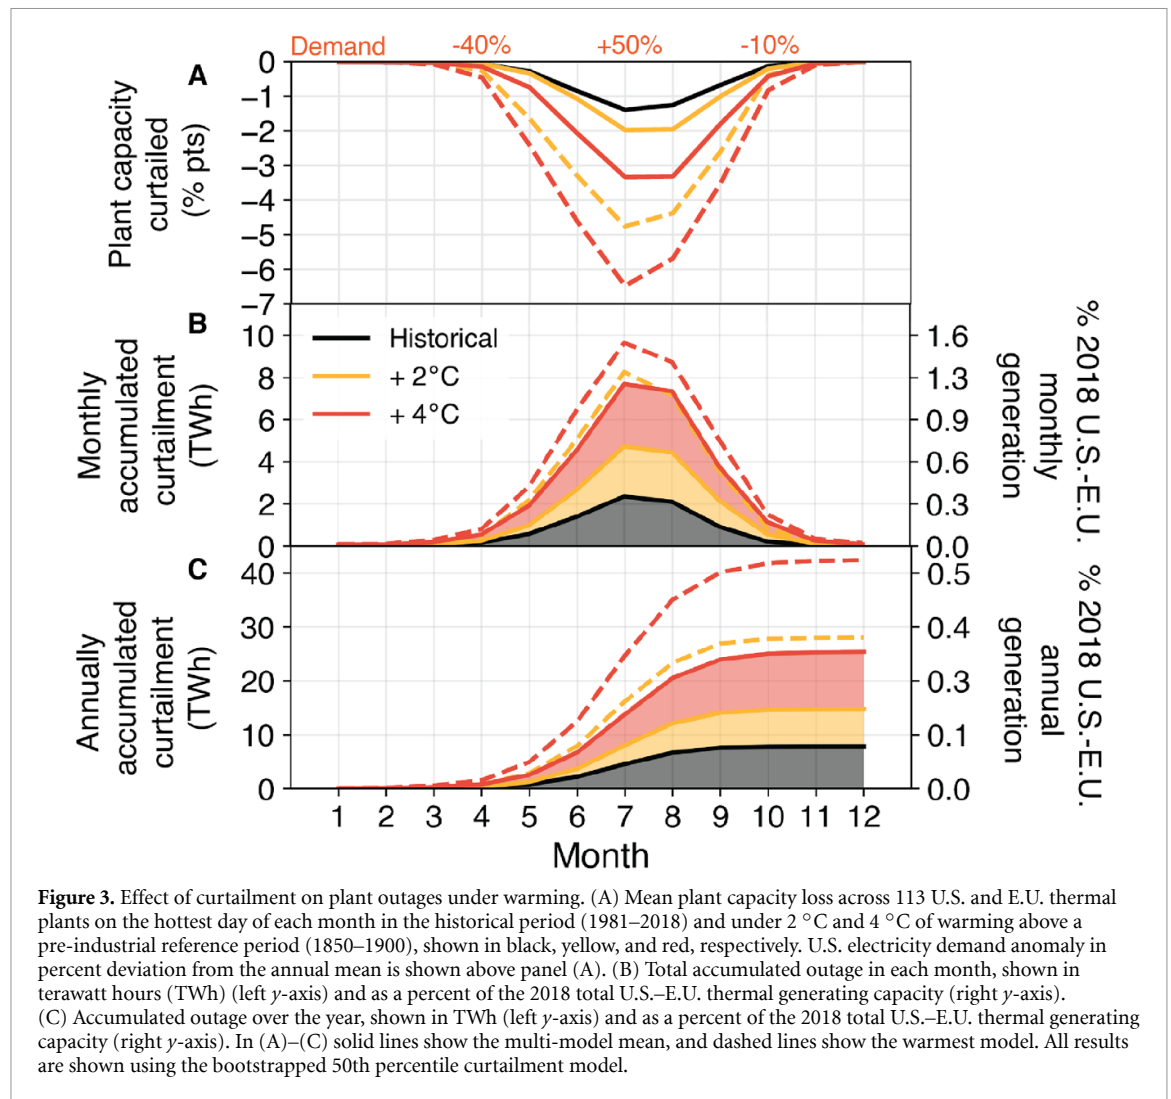 Demand -40% +50% -10%
A
Plant capacity
curtailed
(% pts)
0
−1
−2
−3
−4
−5
−6
−7
B
Monthly
accumulated
curtailment
(TWh)
10
8
6
4
2
0
Historical
+ 2°C
+ 4°C
1.6
1.3
0.9
0.6
0.3
0.0
% 2018 U.S.-E.U.
monthly
generation
C
Annually
accumulated
curtailment
(TWh)
40
30
20
10
0
0.5
0.4
0.3
0.1
0.0
% 2018 U.S.-E.U.
annual
generation
1 2 3 4 5 6 7 8 9 10 11 12
Month
Figure 3. Effect of curtailment on plant outages under warming. (A) Mean plant capacity loss across 113 U.S. and E.U. thermal
plants on the hottest day of each month in the historical period (1981–2018) and under 2 °C and 4 °C of warming above a
pre-industrial reference period (1850–1900), shown in black, yellow, and red, respectively. U.S. electricity demand anomaly in
percent deviation from the annual mean is shown above panel (A). (B) Total accumulated outage in each month, shown in
terawatt hours (TWh) (left y-axis) and as a percent of the 2018 total U.S.–E.U. thermal generating capacity (right y-axis).
(C) Accumulated outage over the year, shown in TWh (left y-axis) and as a percent of the 2018 total U.S.–E.U. thermal generating
capacity (right y-axis). In (A)–(C) solid lines show the multi-model mean, and dashed lines show the warmest model. All results
are shown using the bootstrapped 50th percentile curtailment model.